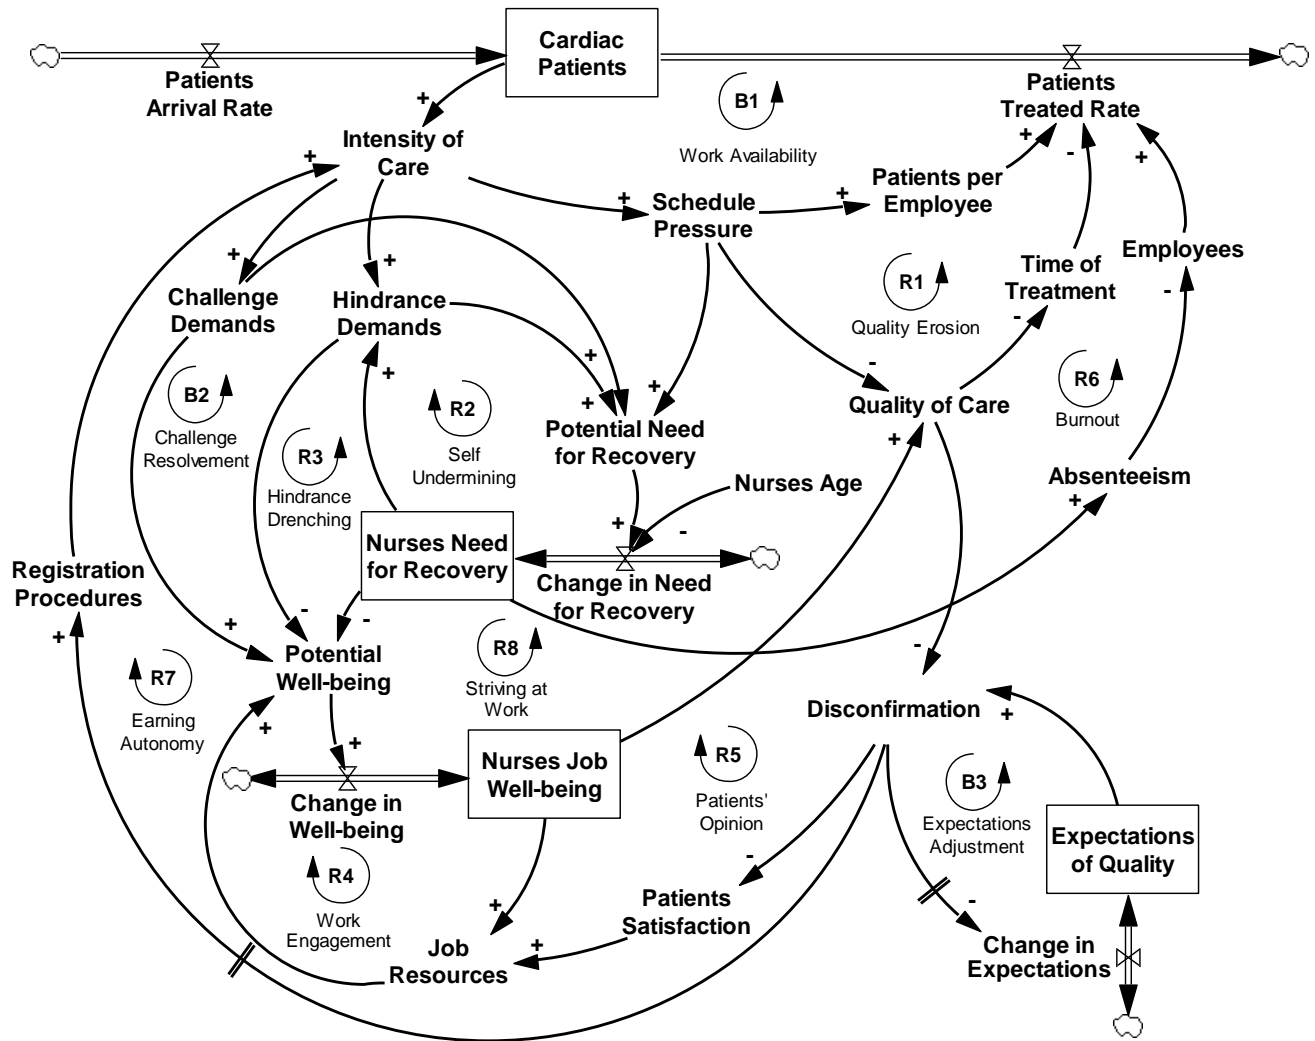 Cardiac
Patients
Patients
Arrival Rate
Patients
Treated Rate
B1
Work Availability
+
Intensity of
Care
+
+
-
+
Patients per
Employee
+
Schedule
Pressure
+
Employees
-
Time of
Treatment
-
R1
Quality Erosion
+
Challenge
Demands
+
Hindrance
Demands
+
+
+
+
-
B2
Challenge
Resolvement
R2
Self
Undermining
R3
Hindrance
Drenching
R6
Burnout
Quality of Care
+
Potential Need
for Recovery
Nurses Age
+
-
Absenteeism
+
Nurses Need
for Recovery
Change in Need
for Recovery
Registration
Procedures
+
+
-
-
Potential
Well-being
+
R7
Earning
Autonomy
R8
Striving at
Work
-
Disconfirmation
+
+
Nurses Job
Well-being
Change in
Well-being
R5
Patients'
Opinion
B3
Expectations
Adjustment
Expectations
of Quality
R4
Work
Engagement
-
Patients
Satisfaction
-
+
+
Job
Resources
Change in
Expectations